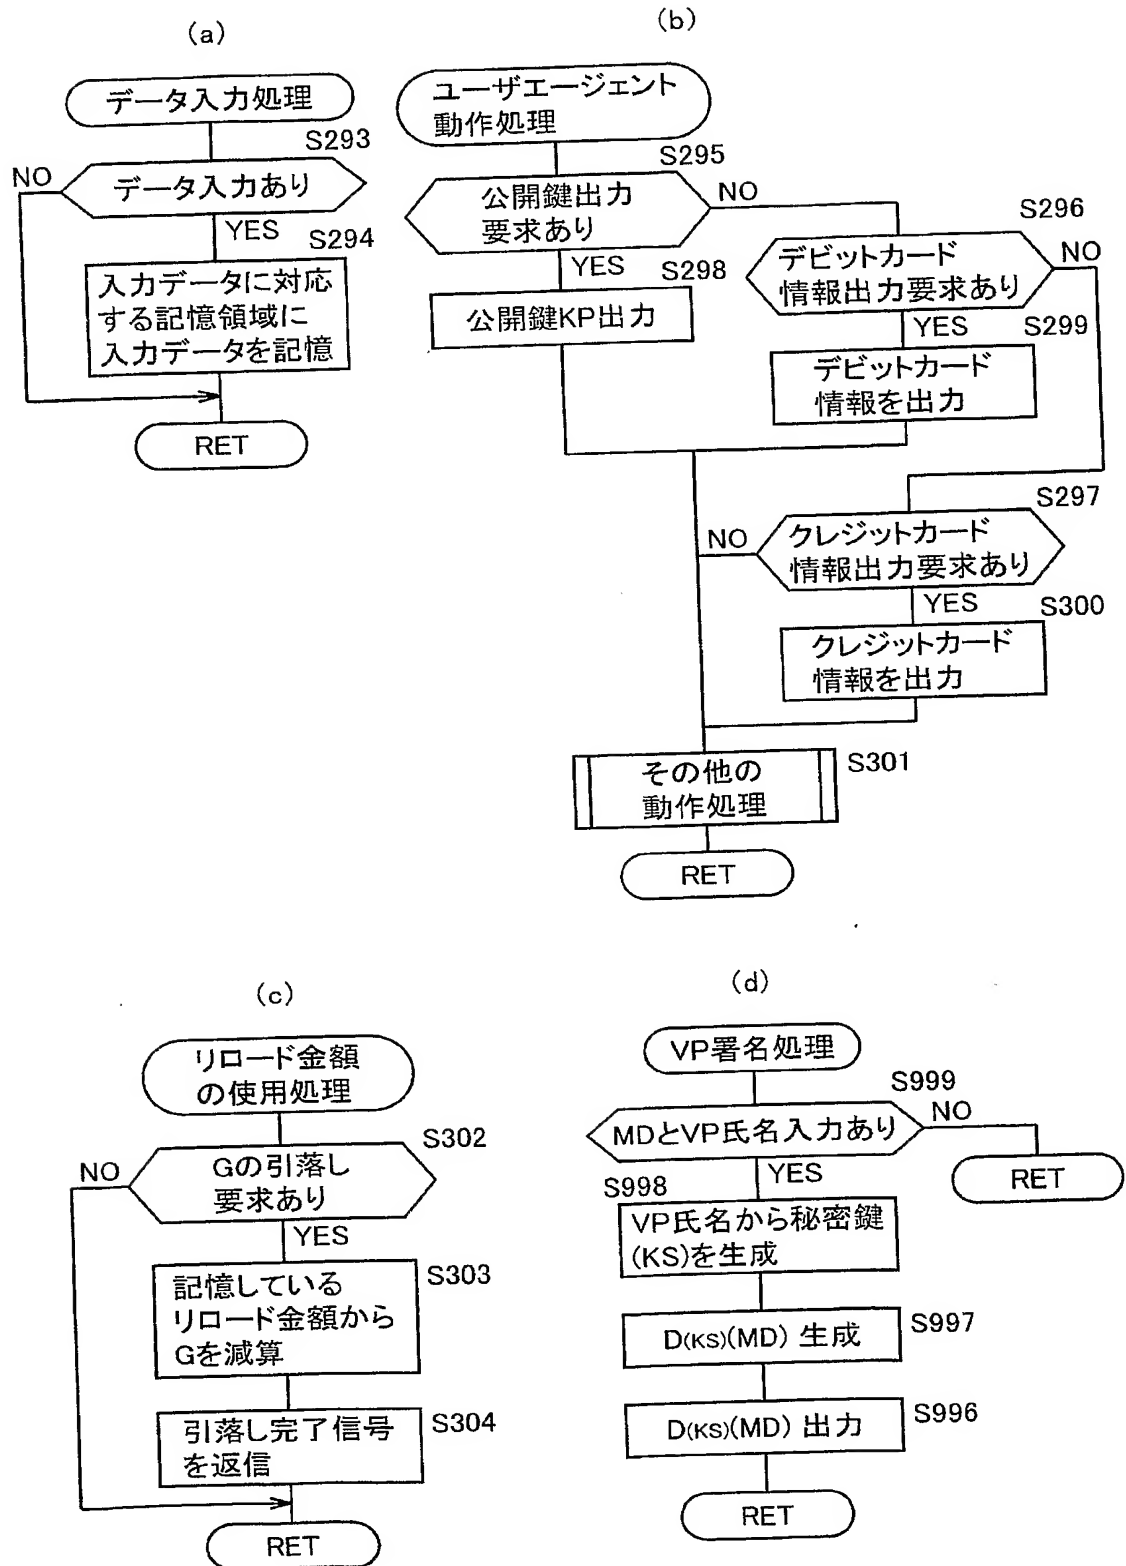 (a)
データ入力処理
S293
NO
データ入力あり
YES
S294
入力データに対応
する記憶領域に
入力データを記憶
RET
(b)
ユーザエージェント
動作処理
S295
公開鍵出力
要求あり
NO
YES
S298
公開鍵KP出力
S296
デビットカード
情報出力要求あり
NO
YES
S299
デビットカード
情報を出力
S297
NO
クレジットカード
情報出力要求あり
YES
S300
クレジットカード
情報を出力
その他の
動作処理
S301
RET
(c)
リロード金額
の使用処理
S302
NO
Gの引落し
要求あり
YES
記憶している
リロード金額から
Gを減算
S303
引落し完了信号
を返信
S304
RET
(d)
VP署名処理
S999
MDとVP氏名入力あり
NO
RET
YES
S998
VP氏名から秘密鍵
(KS)を生成
D(KS)(MD) 生成
S997
D(KS)(MD) 出力
S996
RET